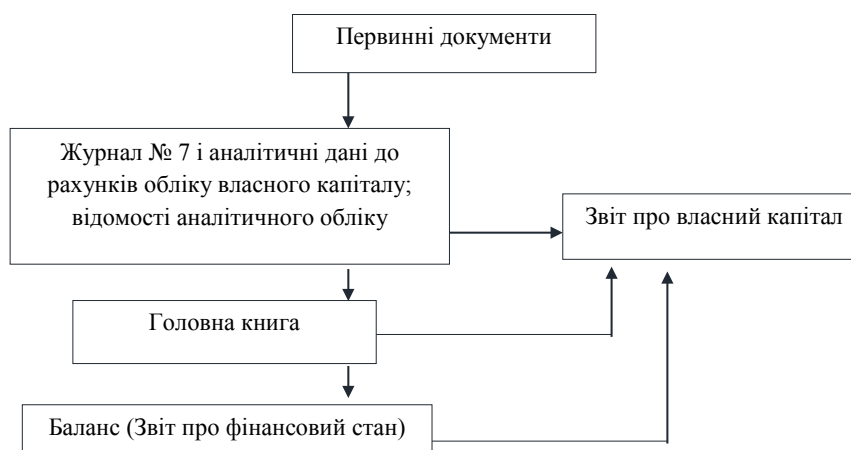 Первинні документи
Журнал № 7 і аналітичні дані до
рахунків обліку власного капіталу;
відомості аналітичного обліку
Звіт про власний капітал
Головна книга
Баланс (Звіт про фінансовий стан)